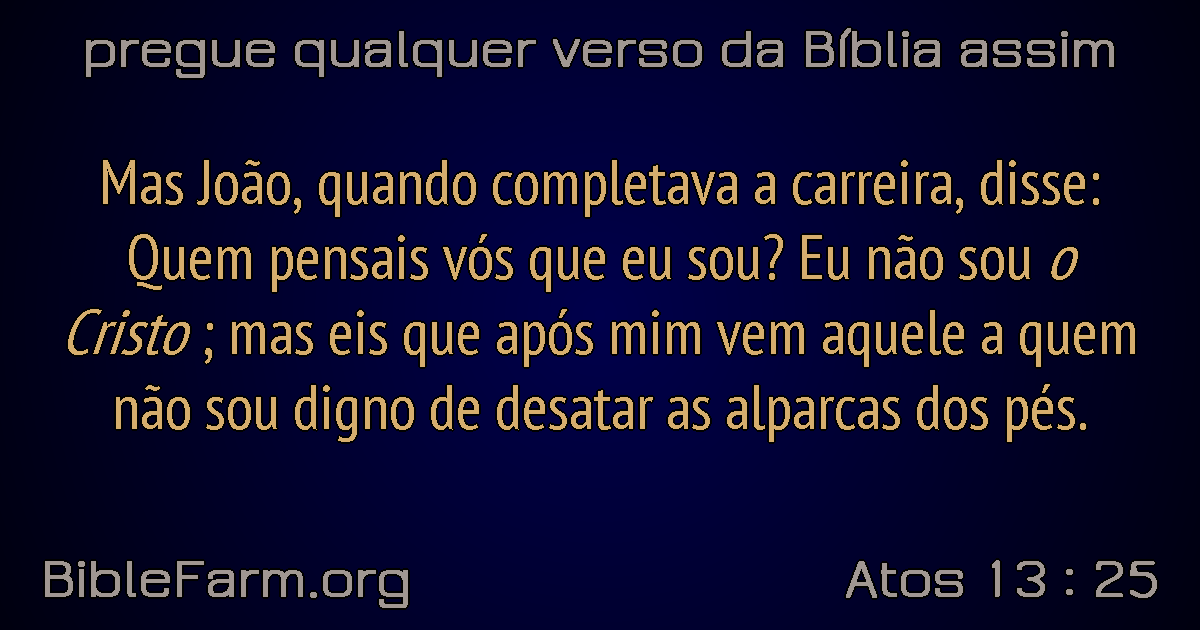 pregue qualquer verso da Bíblia assim
Mas João, quando completava a carreira, disse:
Quem pensais vós que eu sou? Eu não sou o
Cristo ; mas eis que após mim vem aquele a quem
não sou digno de desatar as alparcas dos pés.
BibleFarm.org
Atos 13 : 25